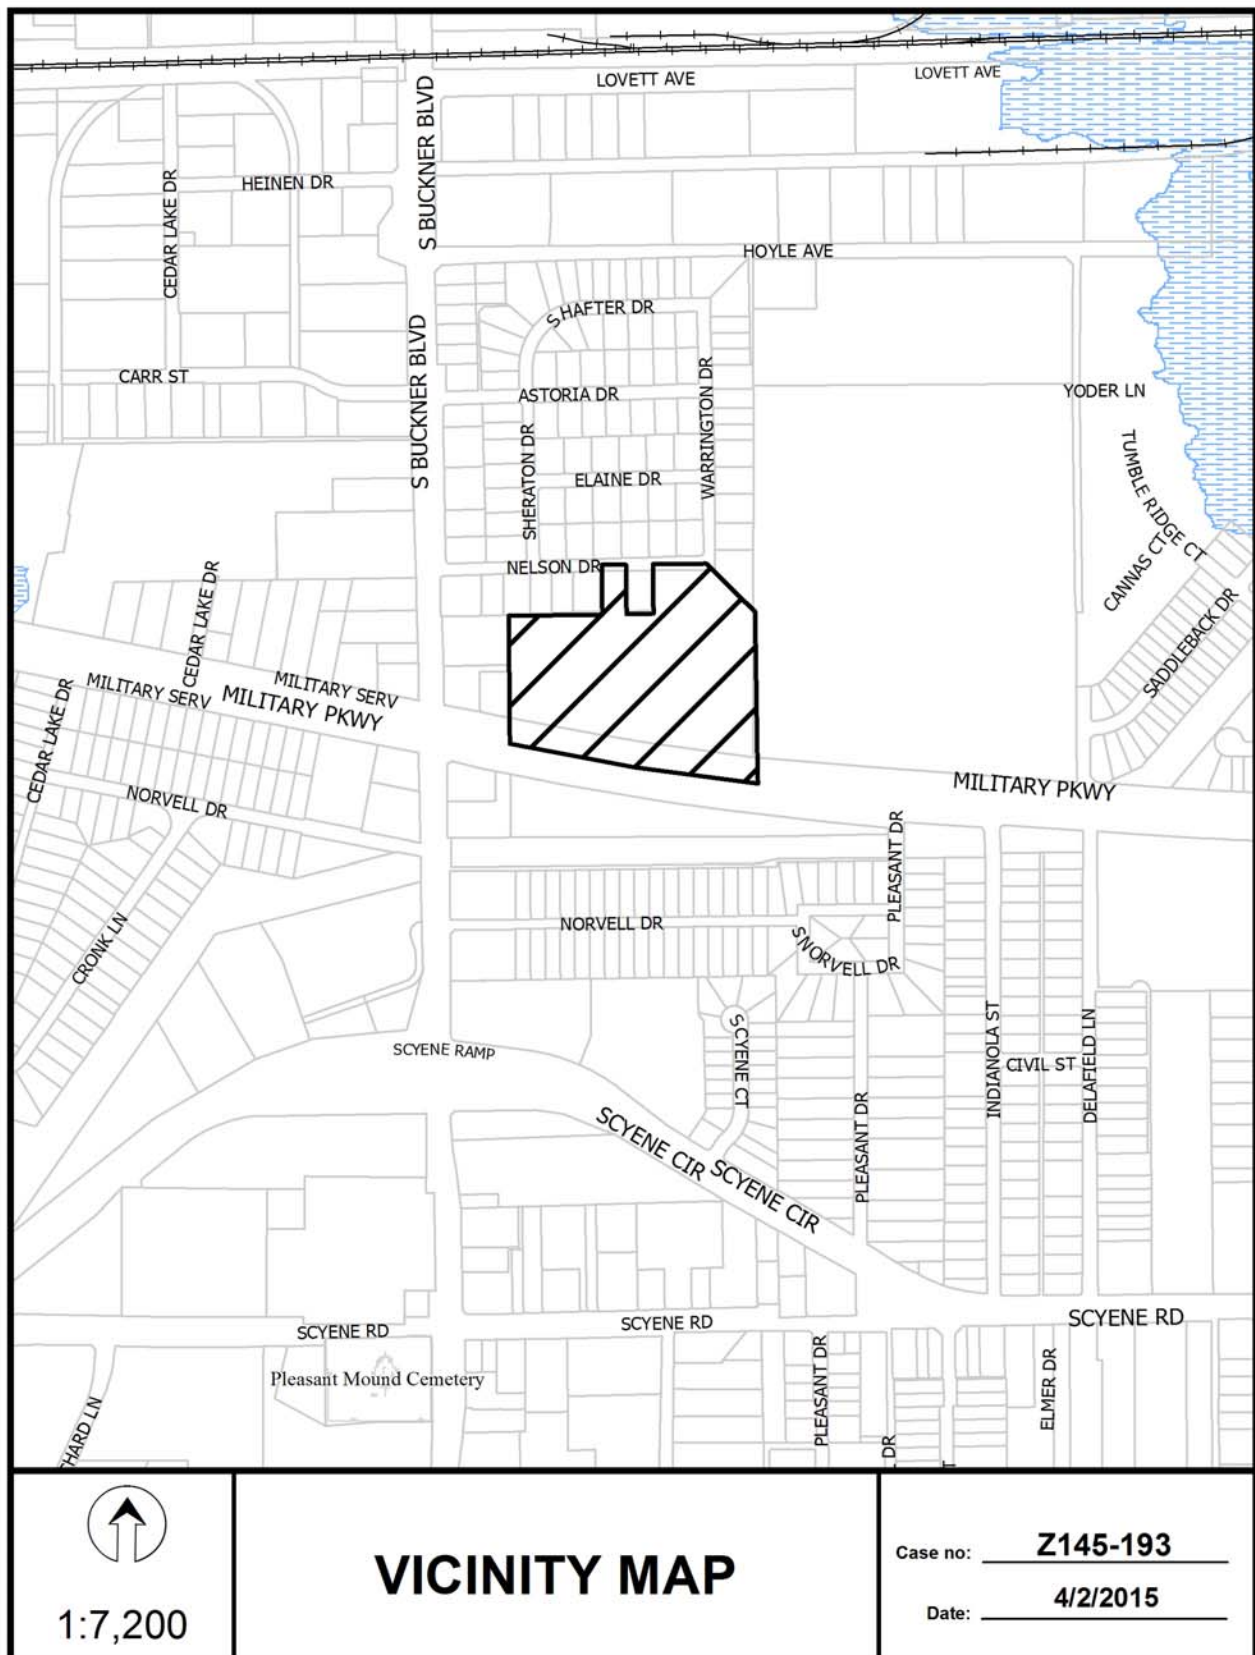 LOVETT AVE
LOVETT AVE
S BUCKNER BLVD
HEINEN DR
CEDAR LAKE DR
HOYLE AVE
S HAFTER DR
S BUCKNER BLVD
CARR ST
ASTORIA DR
WARRINGTON DR
YODER LN
SHERATON DR
ELAINE DR
TUMBLE RIDGE CT
NELSON DR
CANNAS CT
CEDAR LAKE DR
SADDLEBACK DR
MILITARY SERV
MILITARY SERV
MILITARY PKWY
CEDAR LAKE DR
MILITARY PKWY
NORVELL DR
PLEASANT DR
CRONK LN
NORVELL DR
S NORVELL DR
SCYENE RAMP
SCYENE CT
INDIANOLA ST
CIVIL ST
DELAFIELD LN
PLEASANT DR
SCYENE CIR
SCYENE CIR
SCYENE RD
SCYENE RD
SCYENE RD
Pleasant Mound Cemetery
PLEASANT DR
ELMER DR
HARD LN
DR
1:7,200
VICINITY MAP
Case no: Z145-193
Date: 4/2/2015